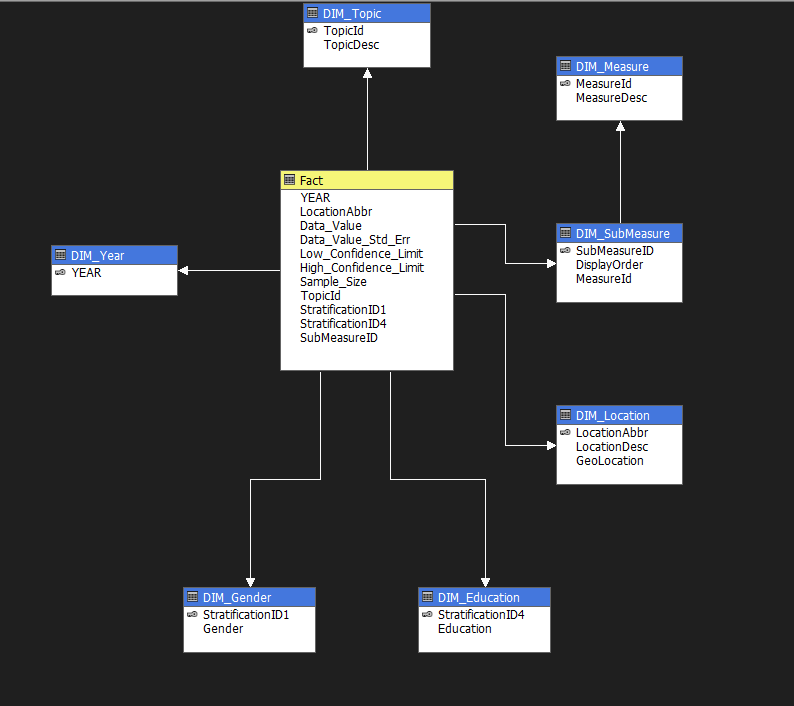 DIM_Topic
TopicId
TopicDesc
DIM_Measure
MeasureId
MeasureDesc
Fact
YEAR
LocationAbbr
Data_Value
Data_Value_Std_Err
Low_Confidence_Limit
High_Confidence_Limit
Sample_Size
TopicId
StratificationID1
StratificationID4
SubMeasureID
DIM_SubMeasure
SubMeasureID
DisplayOrder
MeasureId
DIM_Year
YEAR
DIM_Location
LocationAbbr
LocationDesc
GeoLocation
DIM_Gender
StratificationID1
Gender
DIM_Education
StratificationID4
Education